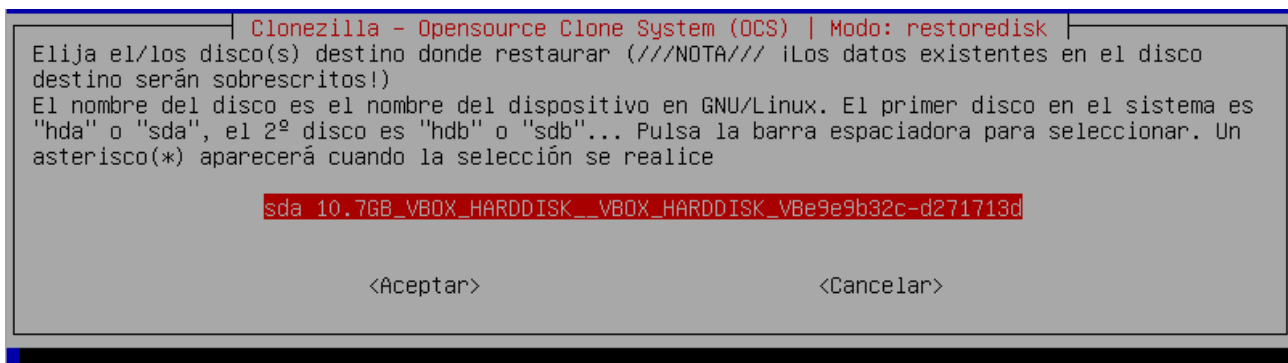 Clonezilla - Opensource Clone System (OCS) | Modo: restoredisk
Elija el/los disco(s) destino donde restaurar (///NOTA/// ¡Los datos existentes en el disco
destino serán sobrescritos!)
El nombre del disco es el nombre del dispositivo en GNU/Linux. El primer disco en el sistema es
"hda" o "sda", el 2º disco es "hdb" o "sdb"... Pulsa la barra espaciadora para seleccionar. Un
asterisco(*) aparecerá cuando la selección se realice
sda 10.7GB_VBOX_HARDDISK__VBOX_HARDDISK_VBe9e9b32c-d271713d
<Aceptar> <Cancelar>